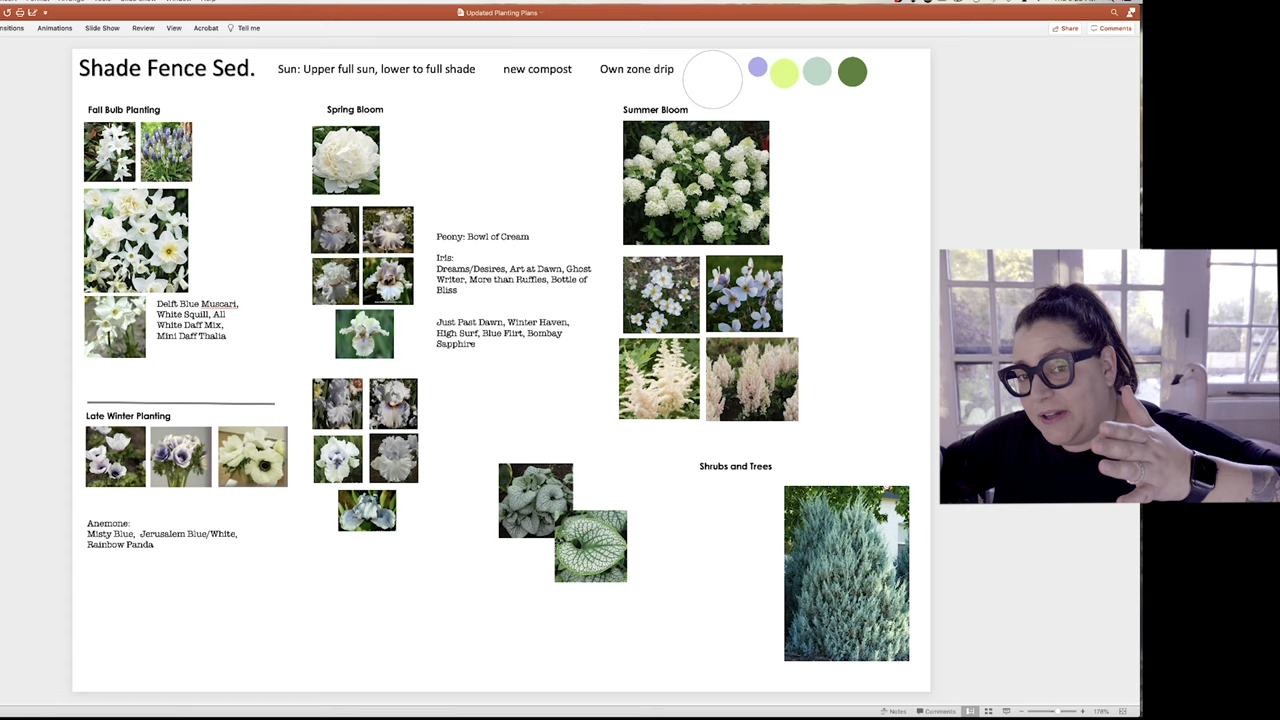 Updated Planting Plans
nsitions Animations Slide Show Review View Acrobat Tell me Share Comments
Shade Fence Sed. Sun: Upper full sun, lower to full shade new compost Own zone drip
Fall Bulb Planting
Spring Bloom
Summer Bloom
Peony: Bowl of Cream
Iris:
Dreams/Desires, Art at Dawn, Ghost
Writer, More than Ruffles, Bottle of
Bliss
Delft Blue Muscari,
White Squill, All
White Daff Mix,
Mini Daff Thalia
Just Past Dawn, Winter Haven,
High Surf, Blue Flirt, Bombay
Sapphire
Late Winter Planting
Shrubs and Trees
Anemone:
Misty Blue, Jerusalem Blue/White,
Rainbow Panda
Notes Comments 178%